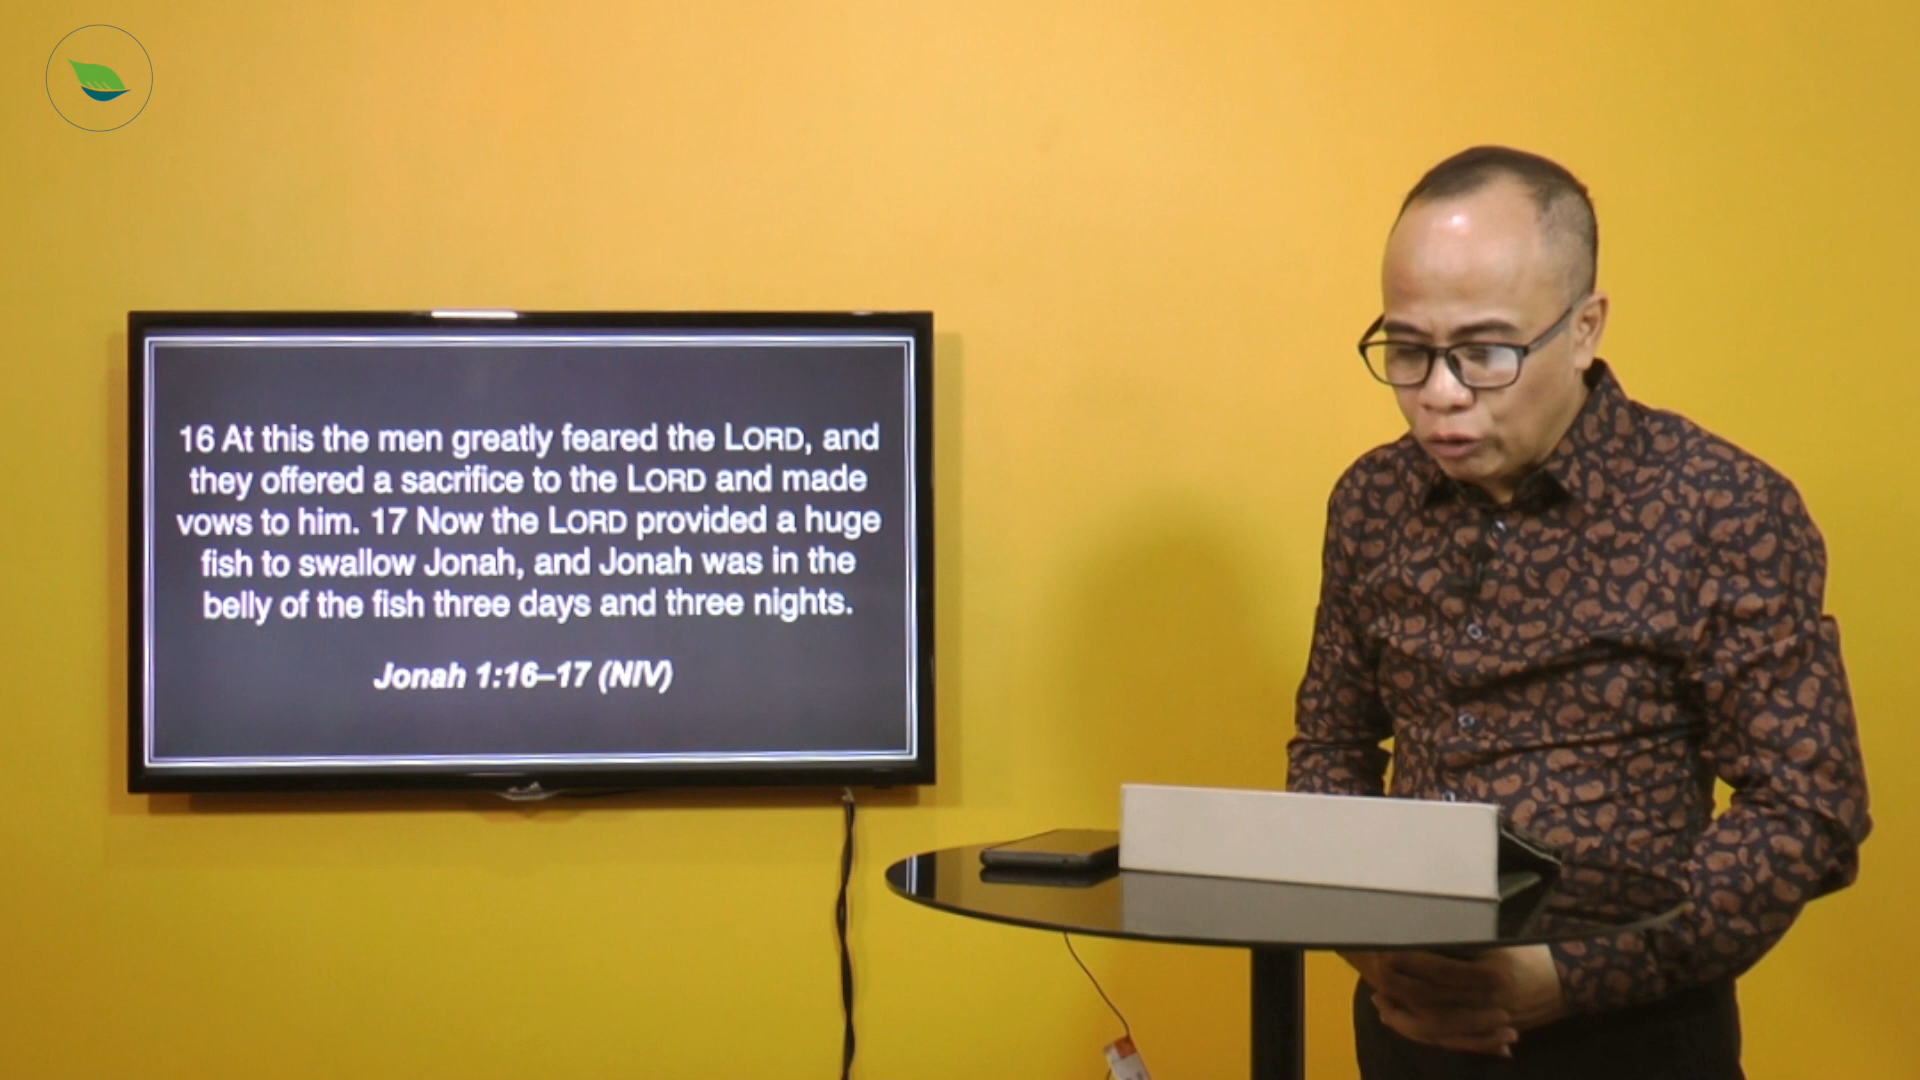 16 At this the men greatly feared the LORD, and
they offered a sacrifice to the LORD and made
vows to him. 17 Now the LORD provided a huge
fish to swallow Jonah, and Jonah was in the
belly of the fish three days and three nights.
Jonah 1:16–17 (NIV)